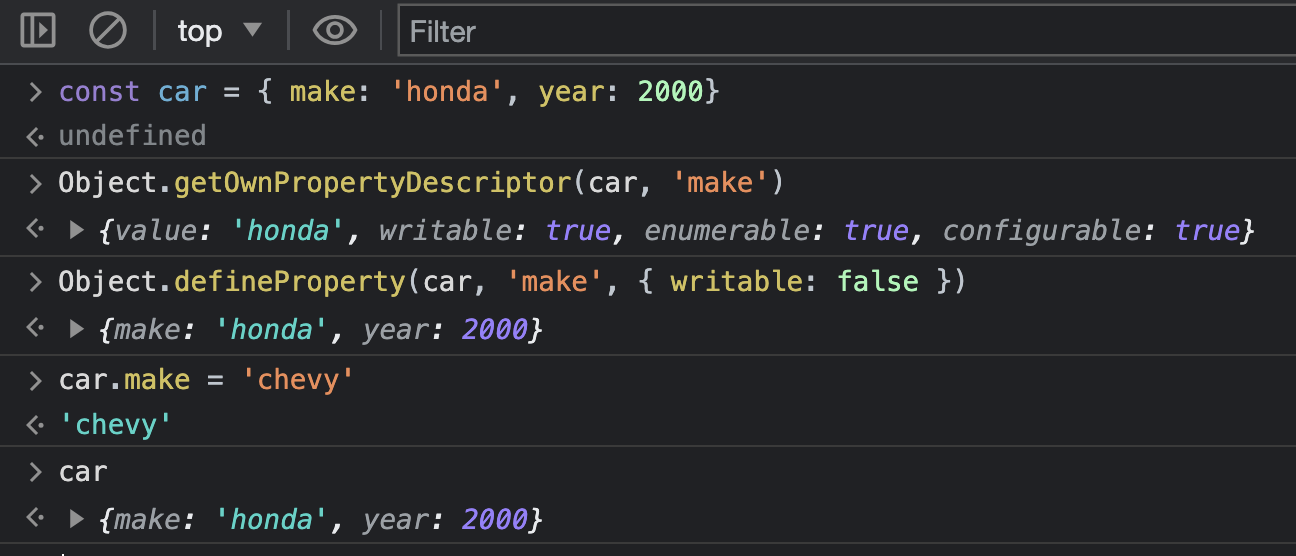 top
Filter
const car = { make: 'honda', year: 2000}
undefined
Object.getOwnPropertyDescriptor(car, 'make')
{value: 'honda', writable: true, enumerable: true, configurable: true}
Object.defineProperty(car, 'make', { writable: false })
{make: 'honda', year: 2000}
car.make = 'chevy'
'chevy'
car
{make: 'honda', year: 2000}